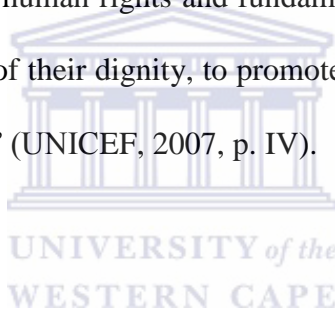 human rights and fundam
of their dignity, to promote
” (UNICEF, 2007, p. IV).
UNIVERSITY of the
WESTERN CAPE